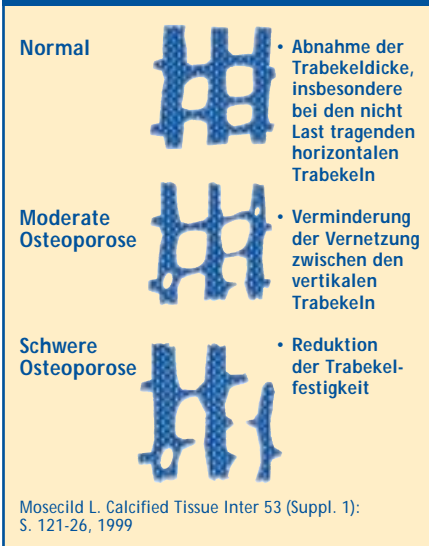 Normal
• Abnahme der
Trabekeldicke,
insbesondere
bei den nicht
Last tragenden
horizontalen
Trabekeln
Moderate
Osteoporose
• Verminderung
der Vernetzung
zwischen den
vertikalen
Trabekeln
Schwere
Osteoporose
• Reduktion
der Trabekel-
festigkeit
Mosecild L. Calcified Tissue Inter 53 (Suppl. 1):
S. 121-26, 1999